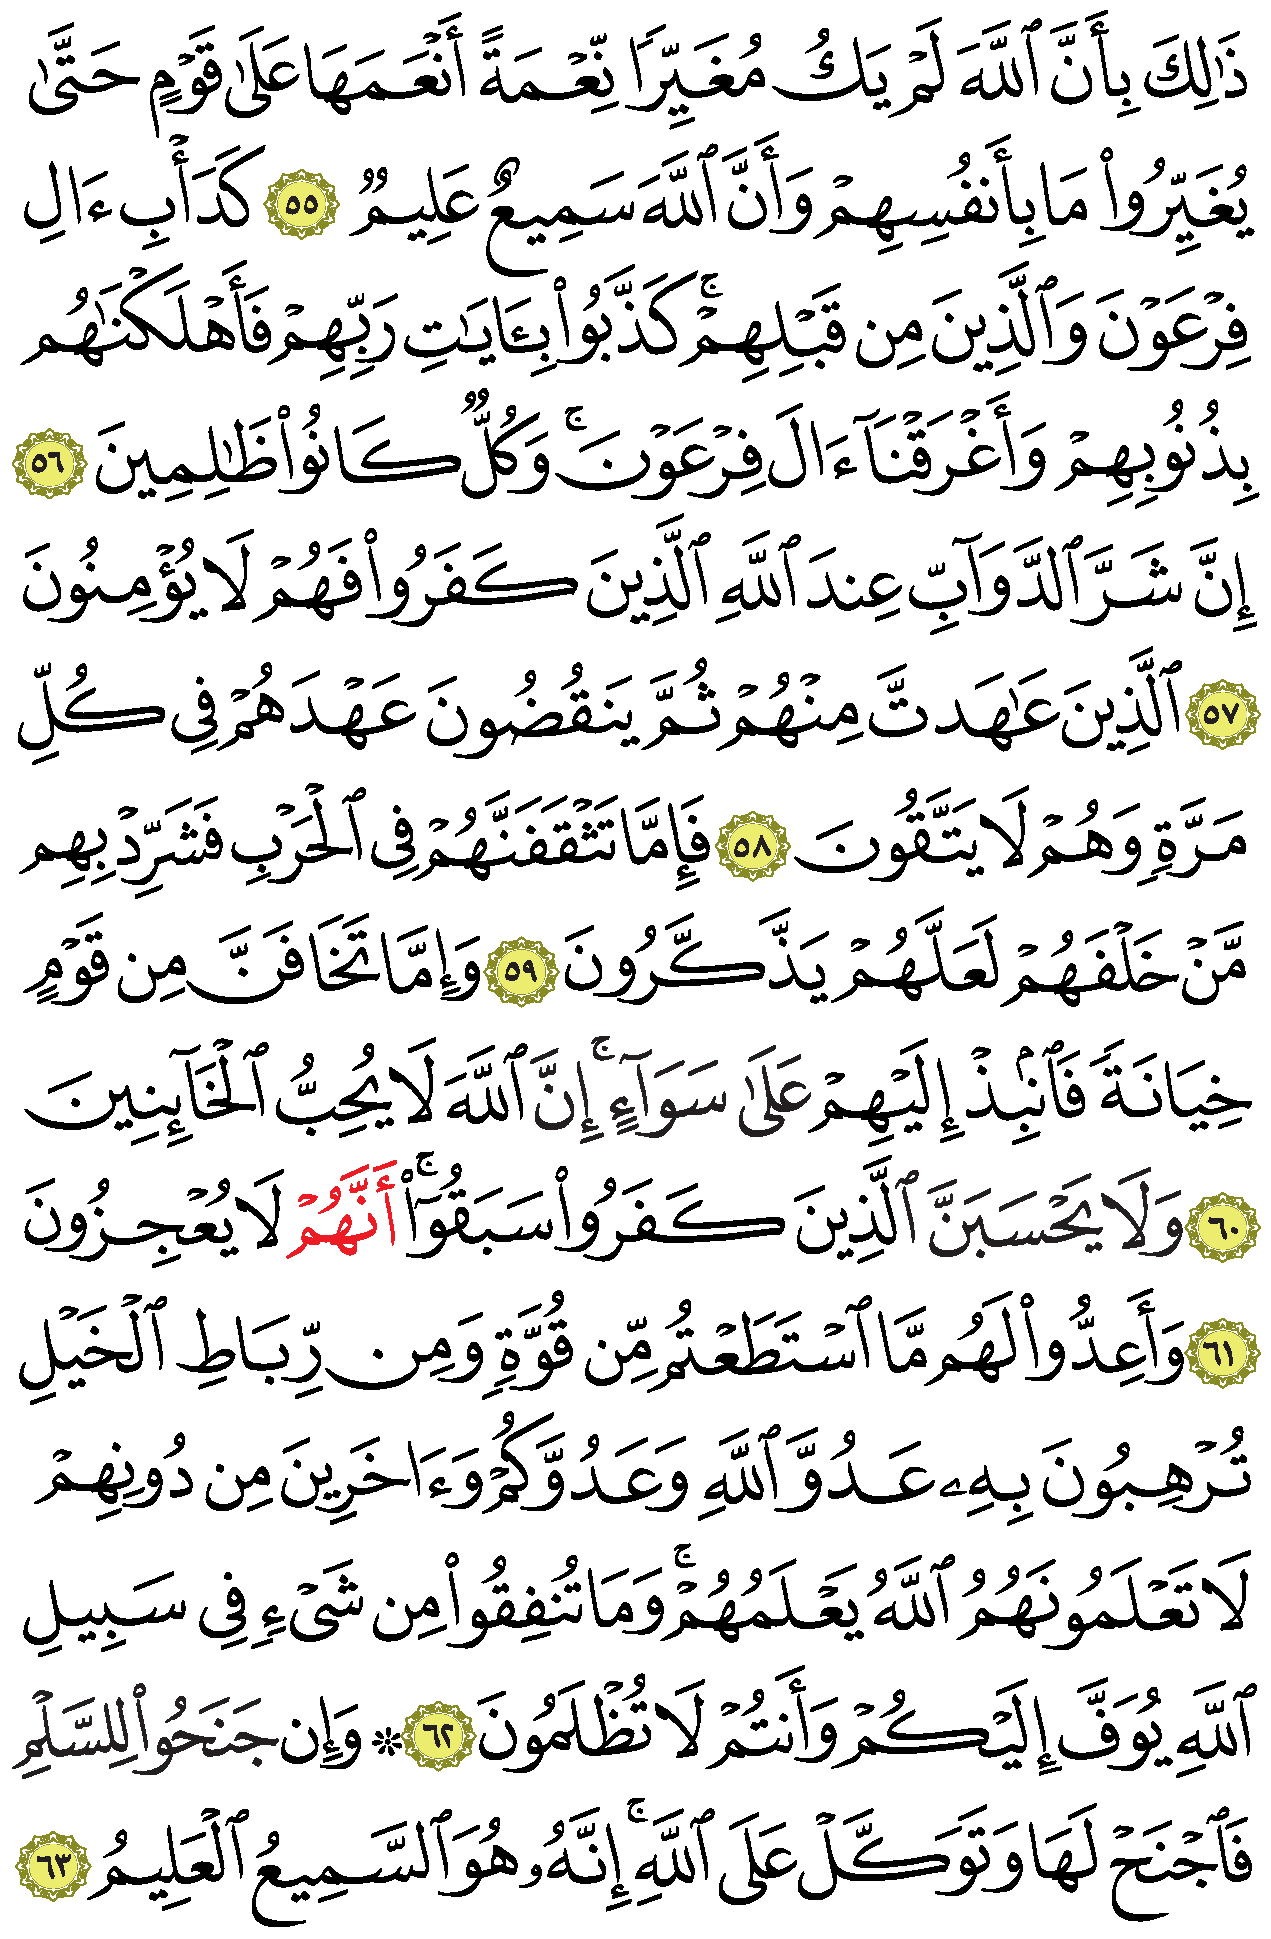 ذَٰلِكَ بِأَنَّ ٱللَّهَ لَمۡ يَكُ مُغَيِّرٗا نِّعۡمَةً أَنۡعَمَهَا عَلَىٰ قَوۡمٍ حَتَّىٰ
يُغَيِّرُواْ مَا بِأَنفُسِهِمۡ وَأَنَّ ٱللَّهَ سَمِيعٌ عَلِيمٞ ٥٥ كَدَأۡبِ ءَالِ
فِرۡعَوۡنَ وَٱلَّذِينَ مِن قَبۡلِهِمۡۚ كَذَّبُواْ بِـَٔايَٰتِ رَبِّهِمۡ فَأَهۡلَكۡنَٰهُم
بِذُنُوبِهِمۡ وَأَغۡرَقۡنَآ ءَالَ فِرۡعَوۡنَۚ وَكُلّٞ كَانُواْ ظَٰلِمِينَ ٥٦
إِنَّ شَرَّ ٱلدَّوَآبِّ عِندَ ٱللَّهِ ٱلَّذِينَ كَفَرُواْ فَهُمۡ لَا يُؤۡمِنُونَ
٥٧ ٱلَّذِينَ عَٰهَدتَّ مِنۡهُمۡ ثُمَّ يَنقُضُونَ عَهۡدَهُمۡ فِي كُلِّ
مَرَّةٖ وَهُمۡ لَا يَتَّقُونَ ٥٨ فَإِمَّا تَثۡقَفَنَّهُمۡ فِي ٱلۡحَرۡبِ فَشَرِّدۡ بِهِم
مَّنۡ خَلۡفَهُمۡ لَعَلَّهُمۡ يَذَّكَّرُونَ ٥٩ وَإِمَّا تَخَافَنَّ مِن قَوۡمٍ
خِيَانَةٗ فَٱنۢبِذۡ إِلَيۡهِمۡ عَلَىٰ سَوَآءٍۚ إِنَّ ٱللَّهَ لَا يُحِبُّ ٱلۡخَآئِنِينَ
٦٠ وَلَا يَحۡسَبَنَّ ٱلَّذِينَ كَفَرُواْ سَبَقُوٓاْۚ أَنَّهُمۡ لَا يُعۡجِزُونَ
٦١ وَأَعِدُّواْ لَهُم مَّا ٱسۡتَطَعۡتُم مِّن قُوَّةٖ وَمِن رِّبَاطِ ٱلۡخَيۡلِ
تُرۡهِبُونَ بِهِۦ عَدُوَّ ٱللَّهِ وَعَدُوَّكُمۡ وَءَاخَرِينَ مِن دُونِهِمۡ
لَا تَعۡلَمُونَهُمُ ٱللَّهُ يَعۡلَمُهُمۡۚ وَمَا تُنفِقُواْ مِن شَيۡءٖ فِي سَبِيلِ
ٱللَّهِ يُوَفَّ إِلَيۡكُمۡ وَأَنتُمۡ لَا تُظۡلَمُونَ ٦٢ ۞ وَإِن جَنَحُواْ لِلسَّلۡمِ
فَٱجۡنَحۡ لَهَا وَتَوَكَّلۡ عَلَى ٱللَّهِۚ إِنَّهُۥ هُوَ ٱلسَّمِيعُ ٱلۡعَلِيمُ ٦٣